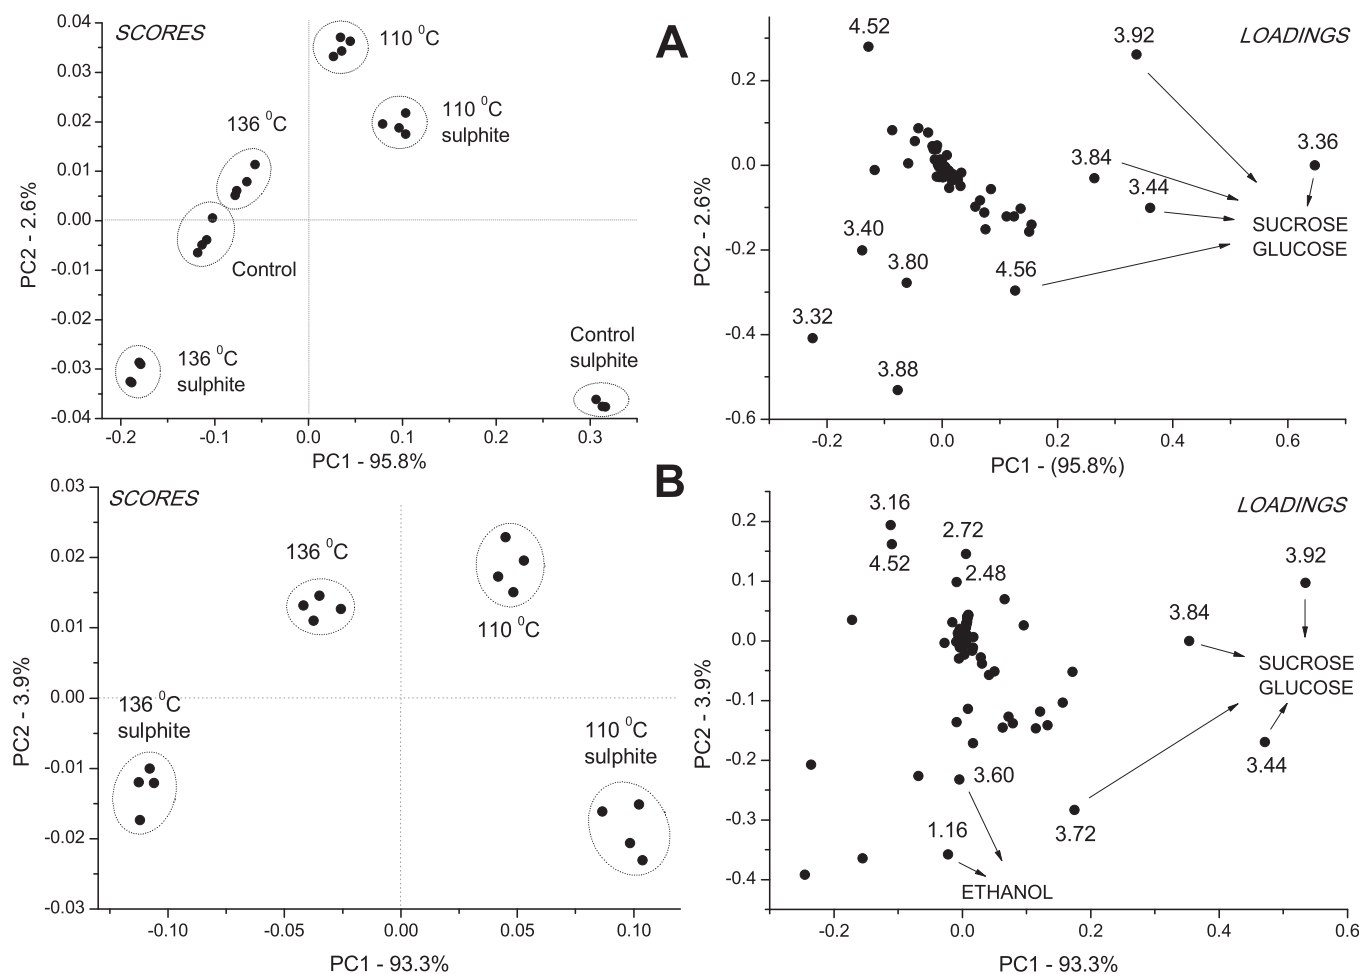 SCORES
A
0.04
0.03
0.02
0.01
0.00
-0.01
-0.02
-0.03
-0.04
PC2 - 2.6%
110 ⁰C
110 ⁰C
sulphite
136 ⁰C
Control
136 ⁰C
sulphite
Control
sulphite
-0.2
-0.1
0.0
0.1
0.2
0.3
PC1 - 95.8%
LOADINGS
0.2
0.0
-0.2
-0.4
-0.6
PC2 - 2.6%
4.52
3.92
3.36
3.84
3.44
SUCROSE
GLUCOSE
3.40
3.80
4.56
3.32
3.88
-0.2
0.0
0.2
0.4
0.6
PC1 - (95.8%)
B
SCORES
0.03
0.02
0.01
0.00
-0.01
-0.02
-0.03
PC2 - 3.9%
136 ⁰C
110 ⁰C
136 ⁰C
sulphite
110 ⁰C
sulphite
-0.10
-0.05
0.00
0.05
0.10
PC1 - 93.3%
LOADINGS
0.2
0.1
0.0
-0.1
-0.2
-0.3
-0.4
PC2 - 3.9%
3.16
4.52
2.72
2.48
3.92
3.84
SUCROSE
GLUCOSE
3.44
3.60
3.72
1.16
ETHANOL
-0.2
0.0
0.2
0.4
0.6
PC1 - 93.3%